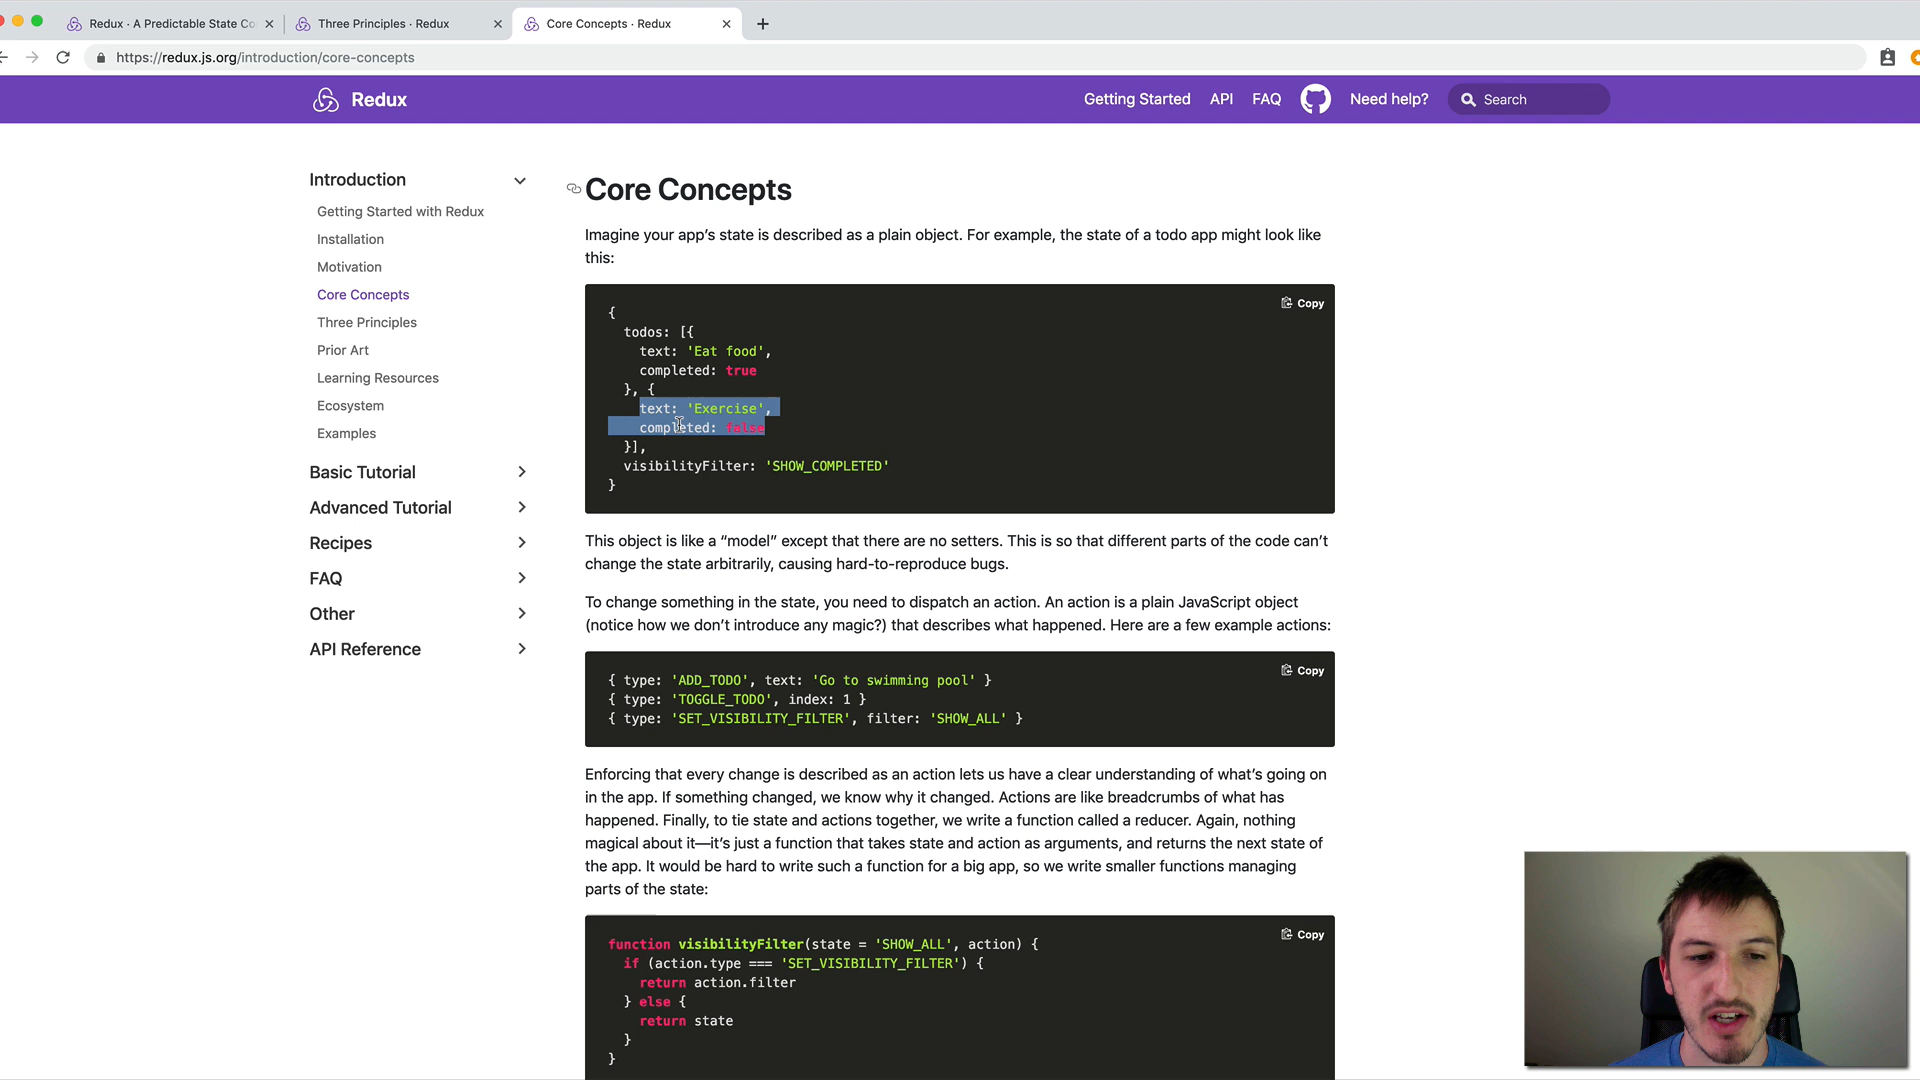 Redux · A Predictable State Co
Three Principles · Redux
Core Concepts · Redux
https://redux.js.org/introduction/core-concepts
Redux
Getting Started
API
FAQ
Need help?
Search
Introduction
Getting Started with Redux
Installation
Motivation
Core Concepts
Three Principles
Prior Art
Learning Resources
Ecosystem
Examples
Basic Tutorial
Advanced Tutorial
Recipes
FAQ
Other
API Reference
Core Concepts
Imagine your app's state is described as a plain object. For example, the state of a todo app might look like
this:
Copy
{
todos: [{
text: 'Eat food',
completed: true
}, {
text: 'Exercise',
completed: false
}],
visibilityFilter: 'SHOW_COMPLETED'
}
This object is like a “model” except that there are no setters. This is so that different parts of the code can't
change the state arbitrarily, causing hard-to-reproduce bugs.
To change something in the state, you need to dispatch an action. An action is a plain JavaScript object
(notice how we don't introduce any magic?) that describes what happened. Here are a few example actions:
Copy
{ type: 'ADD_TODO', text: 'Go to swimming pool' }
{ type: 'TOGGLE_TODO', index: 1 }
{ type: 'SET_VISIBILITY_FILTER', filter: 'SHOW_ALL' }
Enforcing that every change is described as an action lets us have a clear understanding of what's going on
in the app. If something changed, we know why it changed. Actions are like breadcrumbs of what has
happened. Finally, to tie state and actions together, we write a function called a reducer. Again, nothing
magical about it—it's just a function that takes state and action as arguments, and returns the next state of
the app. It would be hard to write such a function for a big app, so we write smaller functions managing
parts of the state:
Copy
function visibilityFilter(state = 'SHOW_ALL', action) {
if (action.type === 'SET_VISIBILITY_FILTER') {
return action.filter
} else {
return state
}
}